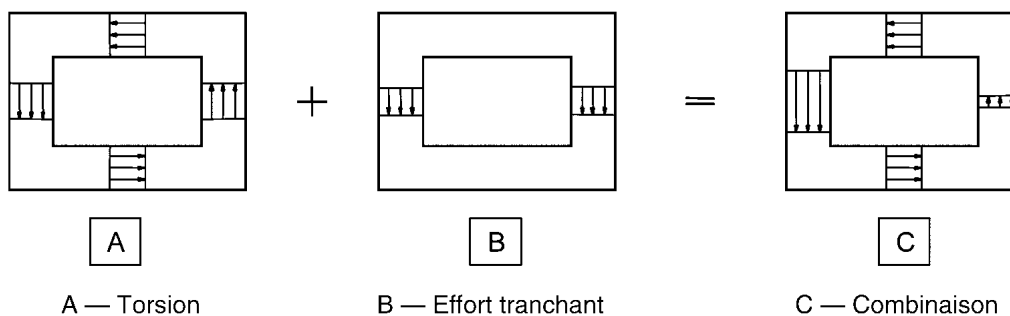 + =
A B C
A — Torsion B — Effort tranchant C — Combinaison